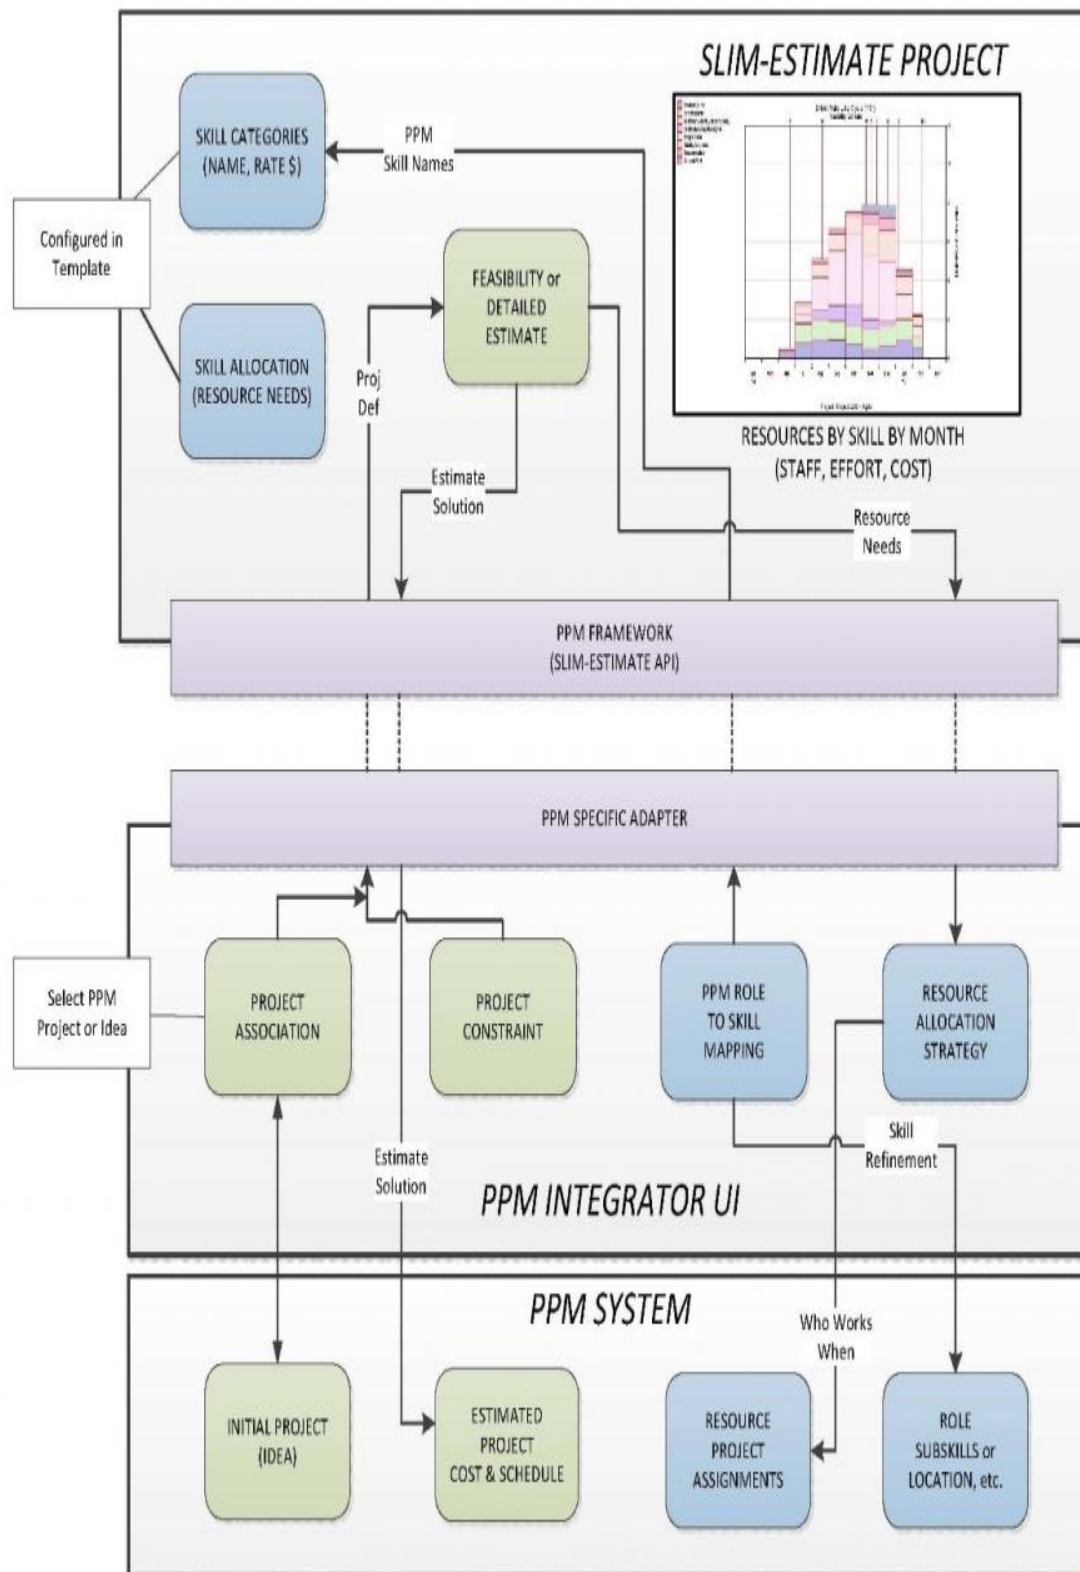 SLIM-ESTIMATE PROJECT
SKILL CATEGORIES
(NAME, RATE $)
PPM
Skill Names
Configured in
Template
FEASIBILITY or
DETAILED
ESTIMATE
SKILL ALLOCATION
(RESOURCE NEEDS)
Proj
Def
RESOURCES BY SKILL BY MONTH
(STAFF, EFFORT, COST)
Estimate
Solution
Resource
Needs
PPM FRAMEWORK
(SLIM-ESTIMATE API)
PPM SPECIFIC ADAPTER
Select PPM
Project or Idea
PROJECT
ASSOCIATION
PROJECT
CONSTRAINT
PPM ROLE
TO SKILL
MAPPING
RESOURCE
ALLOCATION
STRATEGY
Estimate
Solution
Skill
Refinement
PPM INTEGRATOR UI
PPM SYSTEM
Who Works
When
INITIAL PROJECT
(IDEA)
ESTIMATED
PROJECT
COST & SCHEDULE
RESOURCE
PROJECT
ASSIGNMENTS
ROLE
SUBSKILLS or
LOCATION, etc.